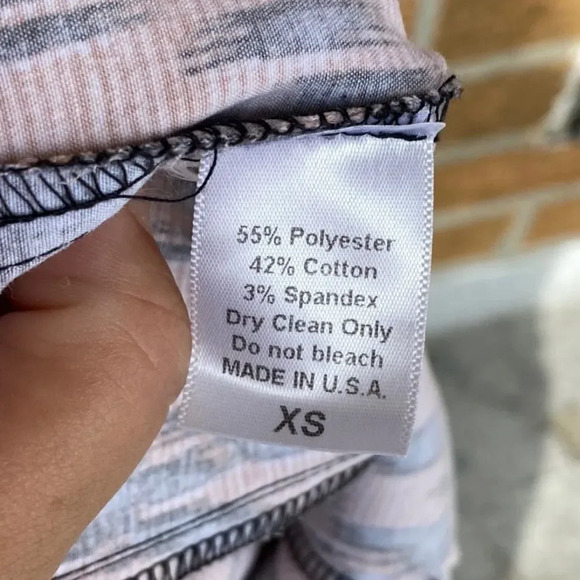 55% Polyester
42% Cotton
3% Spandex
Dry Clean Only
Do not bleach
MADE IN U.S.A.
XS